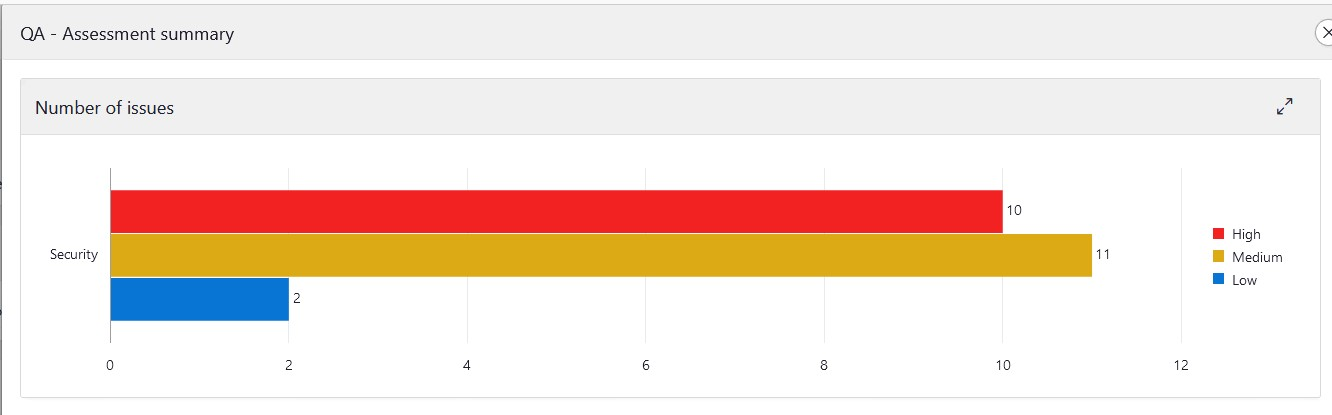 QA - Assessment summary
Number of issues
10
Security
11
2
High
Medium
Low
0 2 4 6 8 10 12